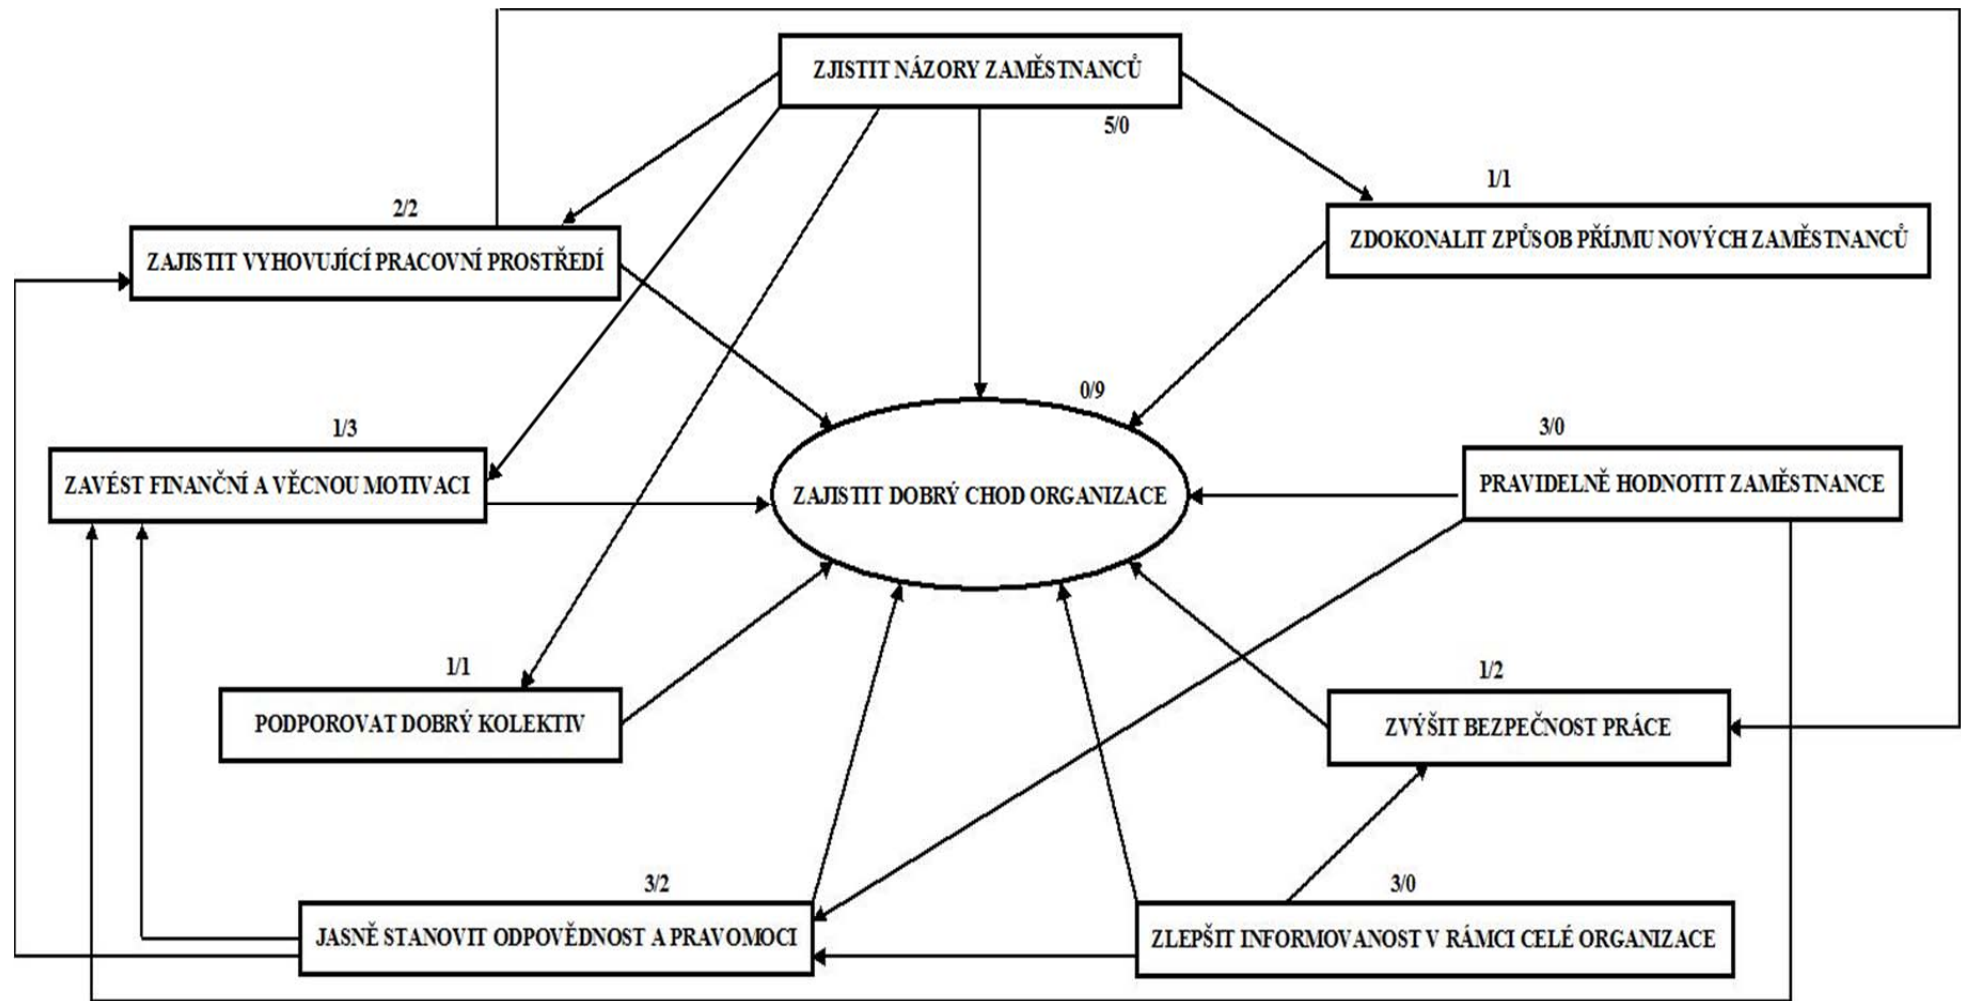 ZJISTIT NÁZORY ZAMĚSTNANCŮ
5/0
1/1
2/2
ZDOKONALIT ZPŮSOB PŘÍJMU NOVÝCH ZAMĚSTNANCŮ
ZAJISTIT VYHOVUJÍCÍ PRACOVNÍ PROSTŘEDÍ
0/9
1/3
3/0
ZAVÉST FINANČNÍ A VĚCNOU MOTIVACI
ZAJISTIT DOBRÝ CHOD ORGANIZACE
PRAVIDELNĚ HODNOTIT ZAMĚSTNANCE
1/1
1/2
PODPOROVAT DOBRÝ KOLEKTIV
ZVÝŠIT BEZPEČNOST PRÁCE
3/2
3/0
JASNĚ STANOVIT ODPOVĚDNOST A PRAVOMOCI
ZLEPŠIT INFORMOVANOST V RÁMCI CELÉ ORGANIZACE